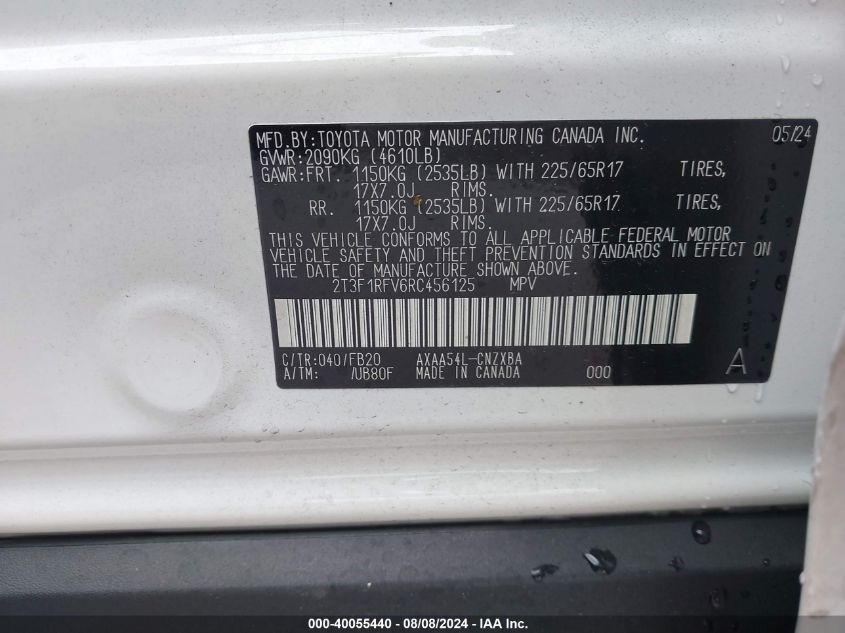 MFD.BY:TOYOTA MOTOR MANUFACTURING CANADA INC. 05/24
GVWR:2090KG (4610LB)
GAWR:FRT. 1150KG (2535LB) WITH 225/65R17 TIRES,
17X7.0J RIMS.
RR. 1150KG (2535LB) WITH 225/65R17 TIRES,
17X7.0J RIMS.
THIS VEHICLE CONFORMS TO ALL APPLICABLE FEDERAL MOTOR
VEHICLE SAFETY AND THEFT PREVENTION STANDARDS IN EFFECT ON
THE DATE OF MANUFACTURE SHOWN ABOVE.
2T3F1RFV6RC456125 MPV
C/TR:040/FB20 AXAA54L-CNZXBA
A/TM: /UB80F MADE IN CANADA 000 A
000-40055440 - 08/08/2024 - IAA Inc.